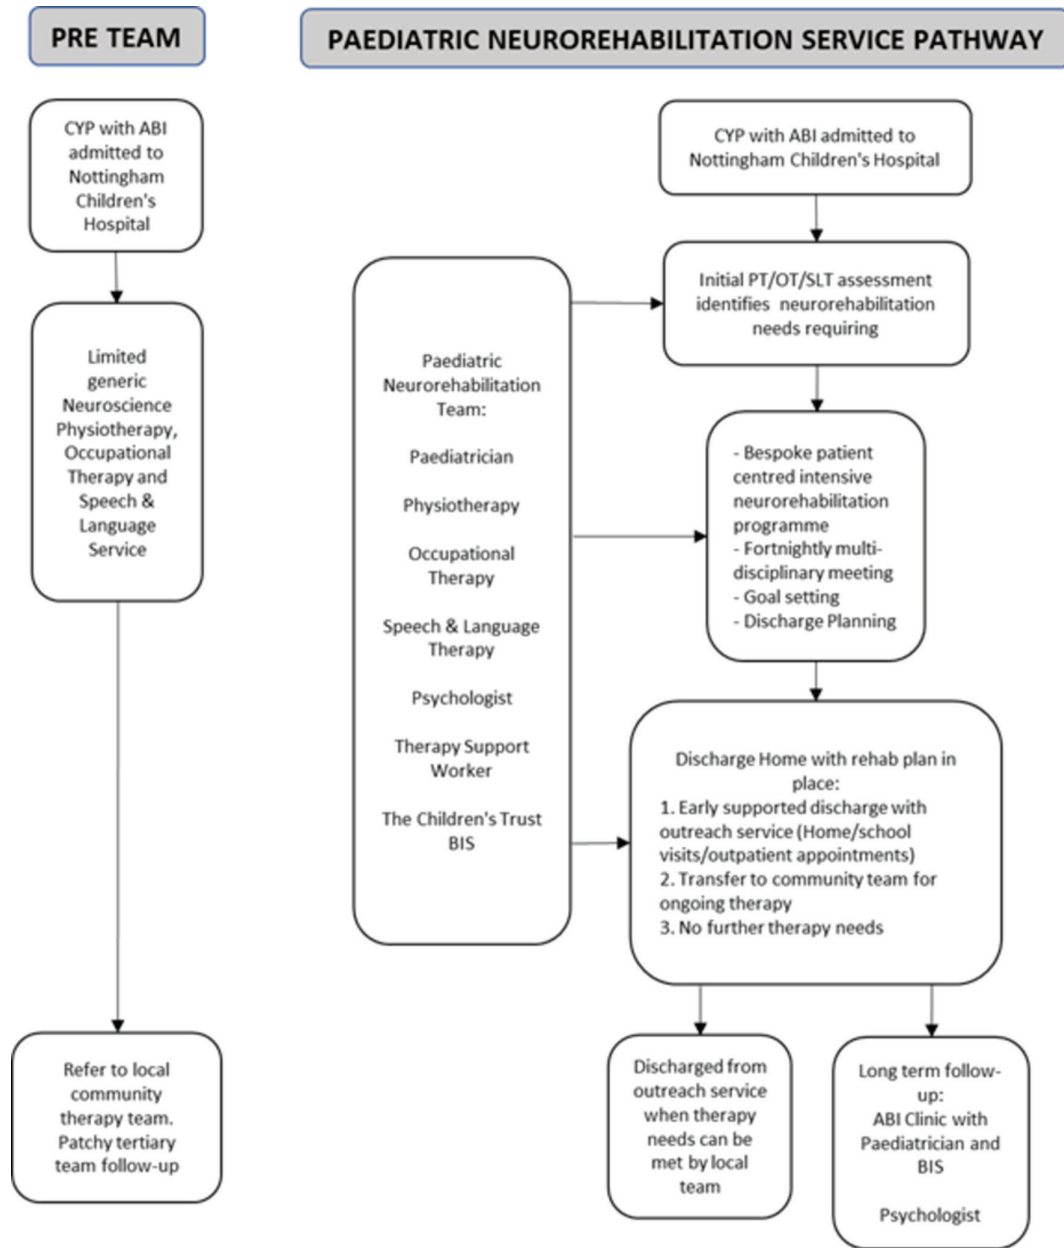 PRE TEAM
CYP with ABI
admitted to
Nottingham
Children's
Hospital
Limited
generic
Neuroscience
Physiotherapy,
Occupational
Therapy and
Speech &
Language
Service
Refer to local
community
therapy team.
Patchy tertiary
team follow-up
PAEDIATRIC NEUROREHABILITATION SERVICE PATHWAY
CYP with ABI admitted to
Nottingham Children's Hospital
Initial PT/OT/SLT assessment
identifies neurorehabilitation
needs requiring
Paediatric
Neurorehabilitation
Team:
Paediatrician
Physiotherapy
Occupational
Therapy
Speech & Language
Therapy
Psychologist
Therapy Support
Worker
The Children's Trust
BIS
- Bespoke patient
centred intensive
neurorehabilitation
programme
- Fortnightly multi-
disciplinary meeting
- Goal setting
- Discharge Planning
Discharge Home with rehab plan in
place:
1. Early supported discharge with
outreach service (Home/school
visits/outpatient appointments)
2. Transfer to community team for
ongoing therapy
3. No further therapy needs
Discharged from
outreach service
when therapy
needs can be
met by local
team
Long term follow-
up:
ABI Clinic with
Paediatrician and
BIS
Psychologist